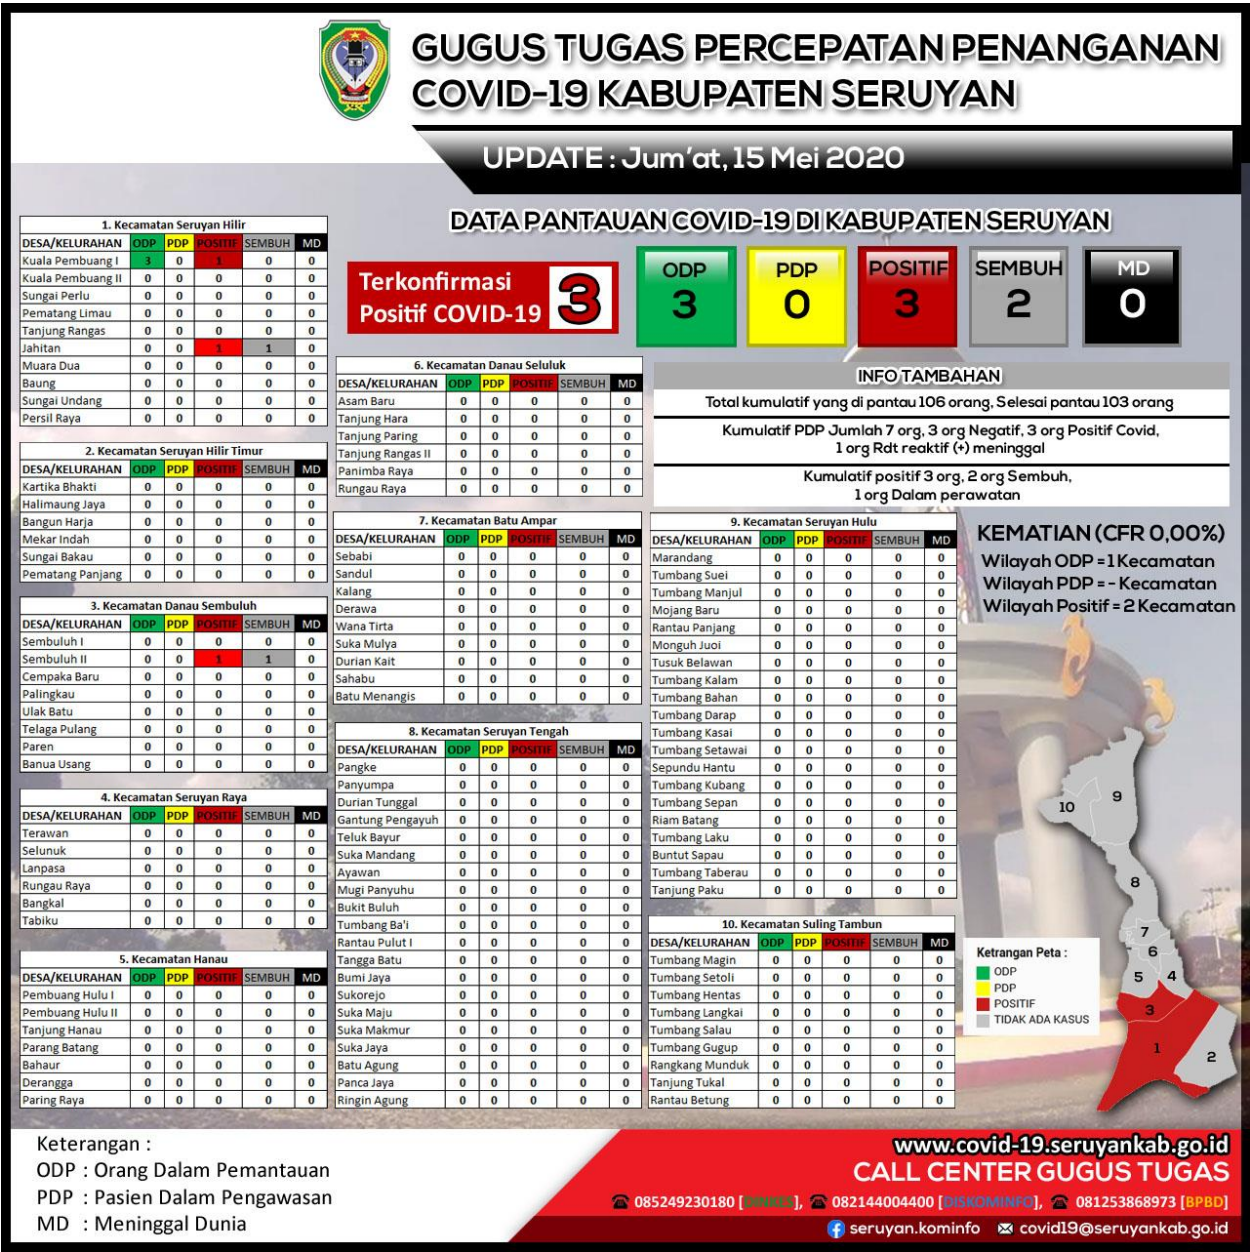 GUGUS TUGAS PERCEPATAN PENANGANAN
COVID-19 KABUPATEN SERUYAN
UPDATE : Jum'at, 15 Mei 2020
DATA PANTAUAN COVID-19 DI KABUPATEN SERUYAN
Terkonfirmasi
Positif COVID-19 3
ODP 3
PDP 0
POSITIF 3
SEMBUH 2
MD 0
INFO TAMBAHAN
Total kumulatif yang di pantau 106 orang, Selesai pantau 103 orang
Kumulatif PDP Jumlah 7 org, 3 org Negatif, 3 org Positif Covid,
1 org Rdt reaktif (+) meninggal
Kumulatif positif 3 org, 2 org Sembuh,
1 org Dalam perawatan
1. Kecamatan Seruyan Hilir
DESA/KELURAHAN ODP PDP POSITIF SEMBUH MD
Kuala Pembuang I 3 0 1 0 0
Kuala Pembuang II 0 0 0 0 0
Sungai Perlu 0 0 0 0 0
Pematang Limau 0 0 0 0 0
Tanjung Rangas 0 0 0 0 0
Jahitan 0 0 1 1 0
Muara Dua 0 0 0 0 0
Baung 0 0 0 0 0
Sungai Undang 0 0 0 0 0
Persil Raya 0 0 0 0 0
2. Kecamatan Seruyan Hilir Timur
DESA/KELURAHAN ODP PDP POSITIF SEMBUH MD
Kartika Bhakti 0 0 0 0 0
Halimaung Jaya 0 0 0 0 0
Bangun Harja 0 0 0 0 0
Mekar Indah 0 0 0 0 0
Sungai Bakau 0 0 0 0 0
Pematang Panjang 0 0 0 0 0
3. Kecamatan Danau Sembuluh
DESA/KELURAHAN ODP PDP POSITIF SEMBUH MD
Sembuluh I 0 0 0 0 0
Sembuluh II 0 0 1 1 0
Cempaka Baru 0 0 0 0 0
Palingkau 0 0 0 0 0
Ulak Batu 0 0 0 0 0
Telaga Pulang 0 0 0 0 0
Paren 0 0 0 0 0
Banua Usang 0 0 0 0 0
4. Kecamatan Seruyan Raya
DESA/KELURAHAN ODP PDP POSITIF SEMBUH MD
Terawan 0 0 0 0 0
Selunuk 0 0 0 0 0
Lanpasa 0 0 0 0 0
Rungau Raya 0 0 0 0 0
Bangkal 0 0 0 0 0
Tabiku 0 0 0 0 0
5. Kecamatan Hanau
DESA/KELURAHAN ODP PDP POSITIF SEMBUH MD
Pembuang Hulu I 0 0 0 0 0
Pembuang Hulu II 0 0 0 0 0
Tanjung Hanau 0 0 0 0 0
Parang Batang 0 0 0 0 0
Bahaur 0 0 0 0 0
Derangga 0 0 0 0 0
Paring Raya 0 0 0 0 0
6. Kecamatan Danau Seluluk
DESA/KELURAHAN ODP PDP POSITIF SEMBUH MD
Asam Baru 0 0 0 0 0
Tanjung Hara 0 0 0 0 0
Tanjung Paring 0 0 0 0 0
Tanjung Rangas II 0 0 0 0 0
Panimba Raya 0 0 0 0 0
Rungau Raya 0 0 0 0 0
7. Kecamatan Batu Ampar
DESA/KELURAHAN ODP PDP POSITIF SEMBUH MD
Sebabi 0 0 0 0 0
Sandul 0 0 0 0 0
Kalang 0 0 0 0 0
Derawa 0 0 0 0 0
Wana Tirta 0 0 0 0 0
Suka Mulya 0 0 0 0 0
Durian Kait 0 0 0 0 0
Sahabu 0 0 0 0 0
Batu Menangis 0 0 0 0 0
8. Kecamatan Seruyan Tengah
DESA/KELURAHAN ODP PDP POSITIF SEMBUH MD
Pangke 0 0 0 0 0
Panyumpa 0 0 0 0 0
Durian Tunggal 0 0 0 0 0
Gantung Pengayuh 0 0 0 0 0
Teluk Bayur 0 0 0 0 0
Suka Mandang 0 0 0 0 0
Ayawan 0 0 0 0 0
Mugi Panyuhu 0 0 0 0 0
Bukit Buluh 0 0 0 0 0
Tumbang Ba'i 0 0 0 0 0
Rantau Pulut I 0 0 0 0 0
Tangga Batu 0 0 0 0 0
Bumi Jaya 0 0 0 0 0
Sukorejo 0 0 0 0 0
Suka Maju 0 0 0 0 0
Suka Makmur 0 0 0 0 0
Suka Jaya 0 0 0 0 0
Batu Agung 0 0 0 0 0
Panca Jaya 0 0 0 0 0
Ringin Agung 0 0 0 0 0
9. Kecamatan Seruyan Hulu
DESA/KELURAHAN ODP PDP POSITIF SEMBUH MD
Marandang 0 0 0 0 0
Tumbang Suei 0 0 0 0 0
Tumbang Manjul 0 0 0 0 0
Mojang Baru 0 0 0 0 0
Rantau Panjang 0 0 0 0 0
Monguh Juoi 0 0 0 0 0
Tusuk Belawan 0 0 0 0 0
Tumbang Kalam 0 0 0 0 0
Tumbang Bahan 0 0 0 0 0
Tumbang Darap 0 0 0 0 0
Tumbang Kasai 0 0 0 0 0
Tumbang Setawai 0 0 0 0 0
Sepundu Hantu 0 0 0 0 0
Tumbang Kubang 0 0 0 0 0
Tumbang Sepan 0 0 0 0 0
Riam Batang 0 0 0 0 0
Tumbang Laku 0 0 0 0 0
Buntut Sapau 0 0 0 0 0
Tumbang Taberau 0 0 0 0 0
Tanjung Paku 0 0 0 0 0
10. Kecamatan Suling Tambun
DESA/KELURAHAN ODP PDP POSITIF SEMBUH MD
Tumbang Magin 0 0 0 0 0
Tumbang Setoli 0 0 0 0 0
Tumbang Hentas 0 0 0 0 0
Tumbang Langkai 0 0 0 0 0
Tumbang Salau 0 0 0 0 0
Tumbang Gugup 0 0 0 0 0
Rangkang Munduk 0 0 0 0 0
Tanjung Tukal 0 0 0 0 0
Rantau Betung 0 0 0 0 0
KEMATIAN (CFR 0,00%)
Wilayah ODP = 1 Kecamatan
Wilayah PDP = - Kecamatan
Wilayah Positif = 2 Kecamatan
10
9
8
7
6
5 4
3
1
2
Ketrangan Peta :
ODP
PDP
POSITIF
TIDAK ADA KASUS
Keterangan :
ODP : Orang Dalam Pemantauan
PDP : Pasien Dalam Pengawasan
MD : Meninggal Dunia
www.covid-19.seruyankab.go.id
CALL CENTER GUGUS TUGAS
085249230180 [DINKES], 082144004400 [DISKOMINFO], 081253868973 [BPBD]
seruyan.kominfo covid19@seruyankab.go.id